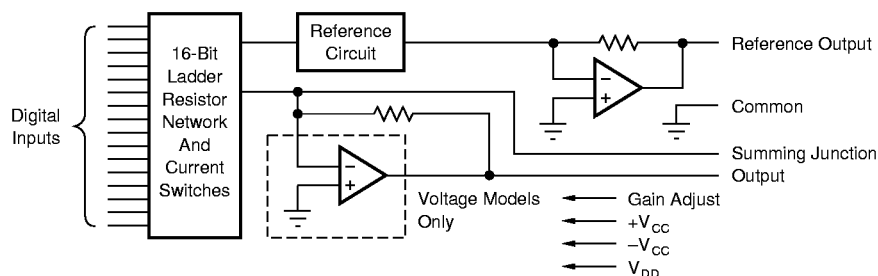 16-Bit
Ladder
Resistor
Network
And
Current
Switches
Digital
Inputs
Reference
Circuit
Reference Output
Common
Summing Junction
Output
Voltage Models
Only
Gain Adjust
+VCC
−VCC
VDD
−
+
−
+